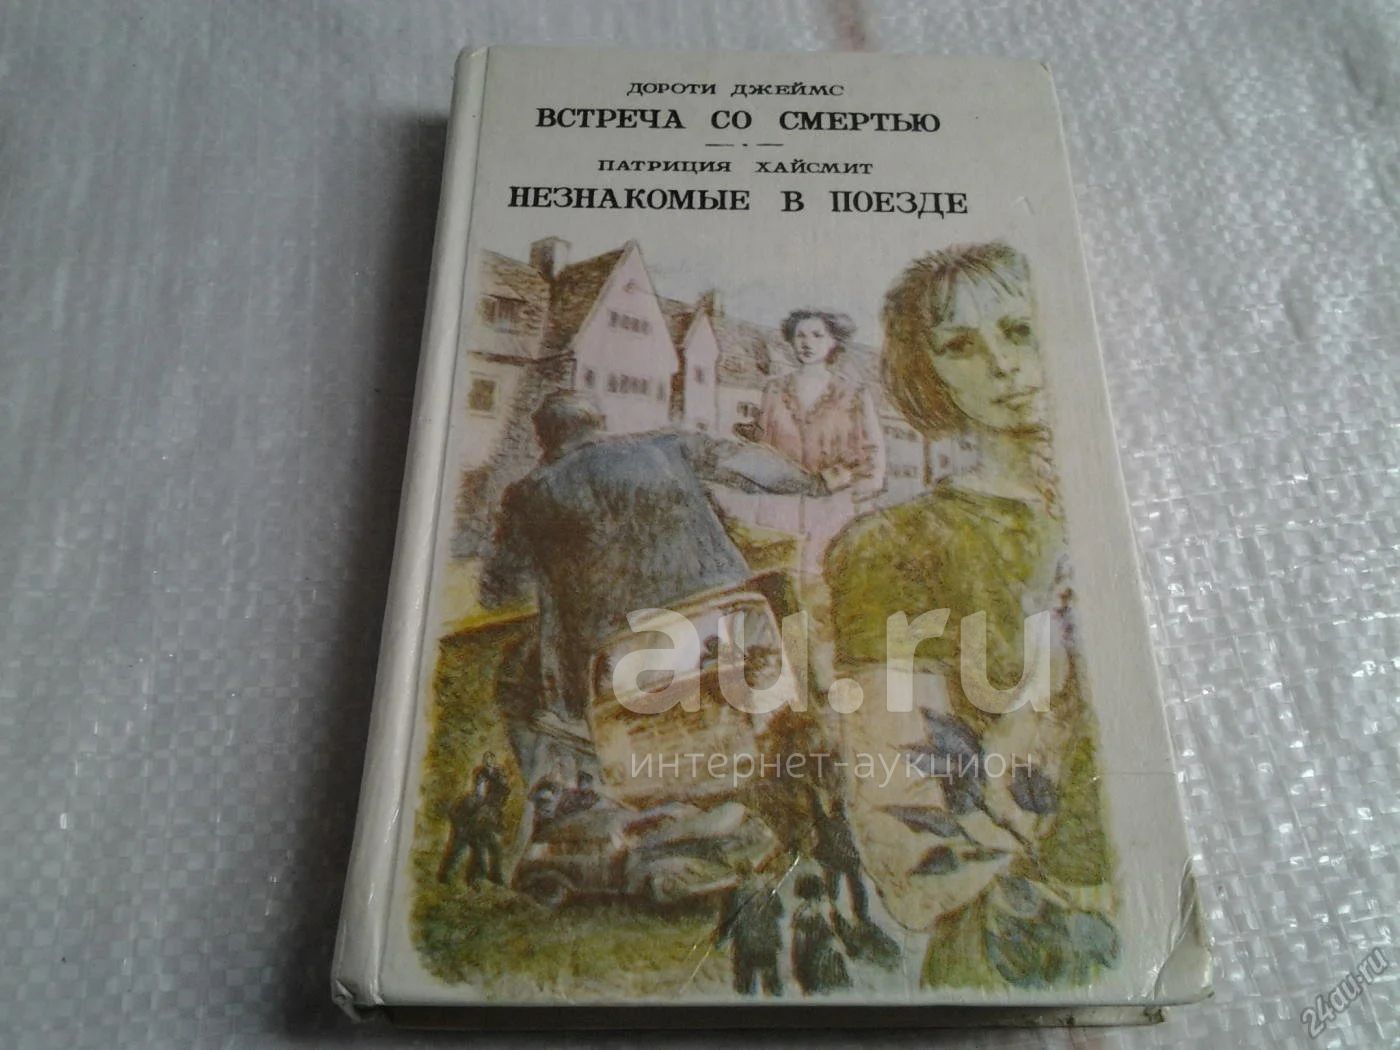 ДОРОТИ ДЖЕЙМС
ВСТРЕЧА СО СМЕРТЬЮ
ПАТРИЦИЯ ХАЙСМИТ
НЕЗНАКОМЫЕ В ПОЕЗДЕ
au.ru
интернет-аукцион
24au.ru